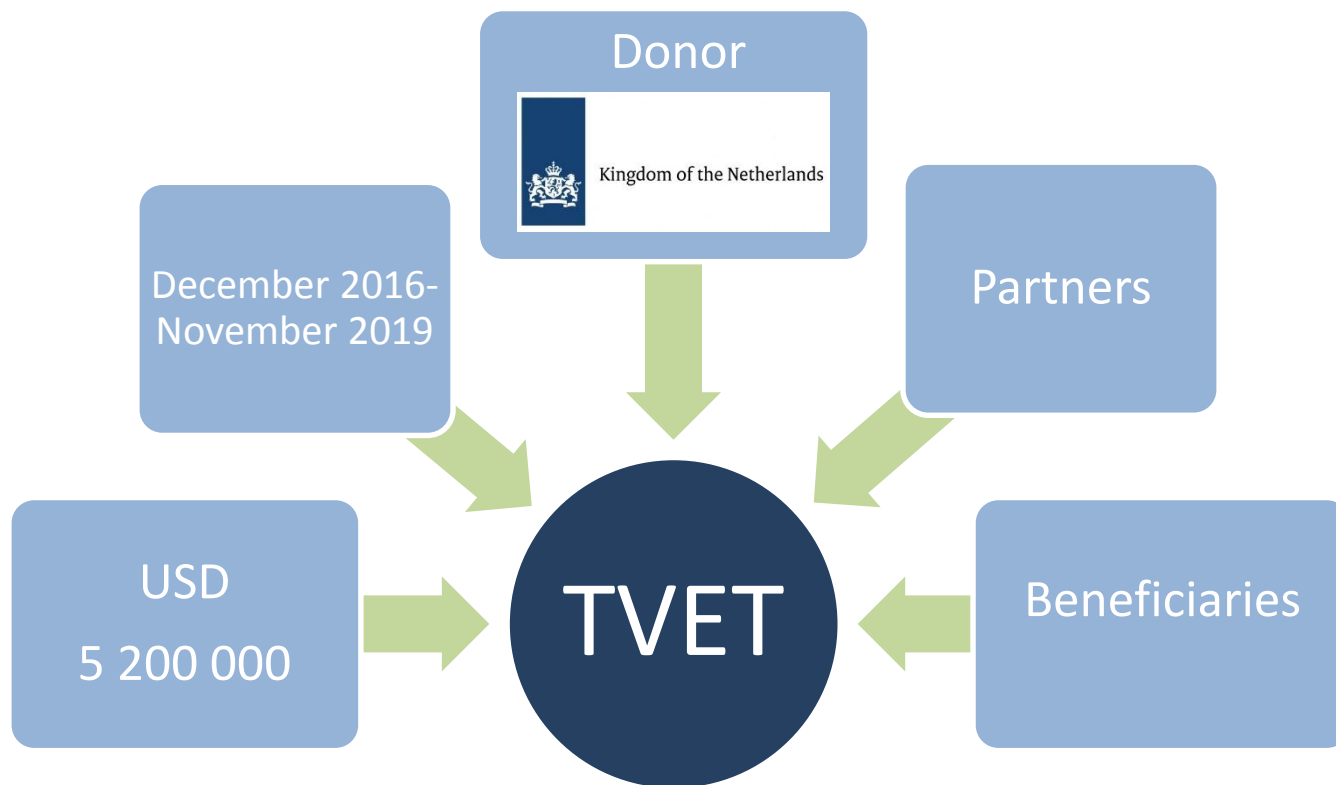 Donor
Kingdom of the Netherlands
December 2016-
November 2019
Partners
USD
5 200 000
TVET
Beneficiaries